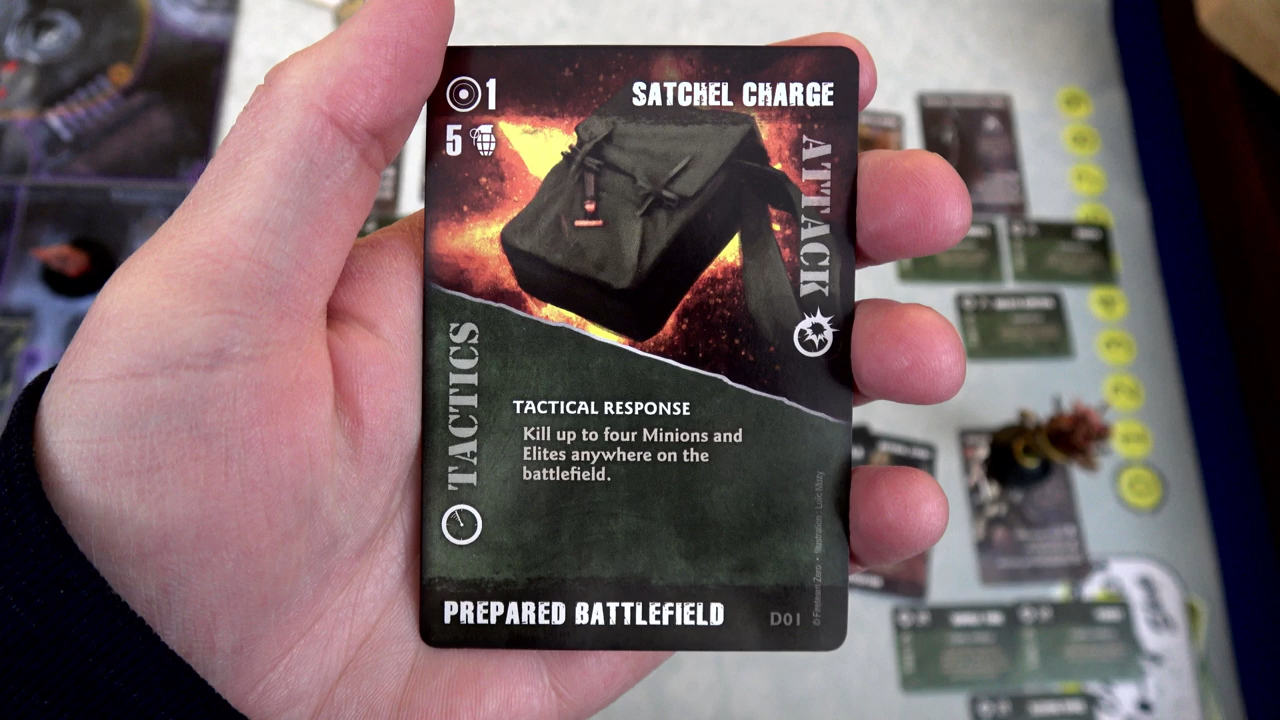 1
SATCHEL CHARGE
5
ATTACK
TACTICS
TACTICAL RESPONSE
Kill up to four Minions and
Elites anywhere on the
battlefield.
PREPARED BATTLEFIELD
D01